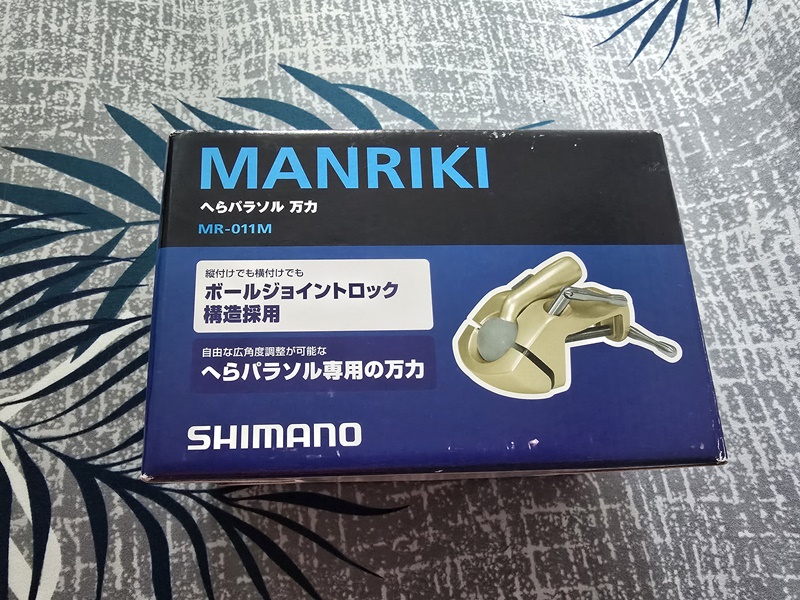 MANRIKI
へらパラソル 万力
MR-011M
縦付けでも横付けでも
ボールジョイントロック
構造採用
自由な広角度調整が可能な
へらパラソル専用の万力
SHIMANO